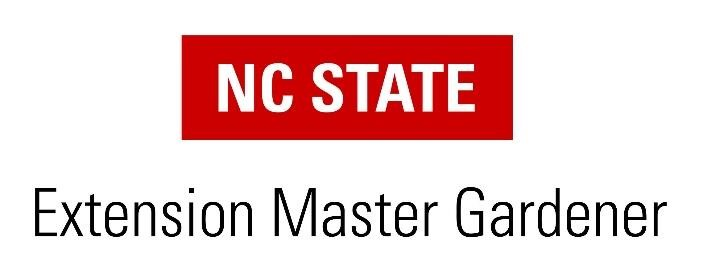 NC STATE
Extension Master Gardener